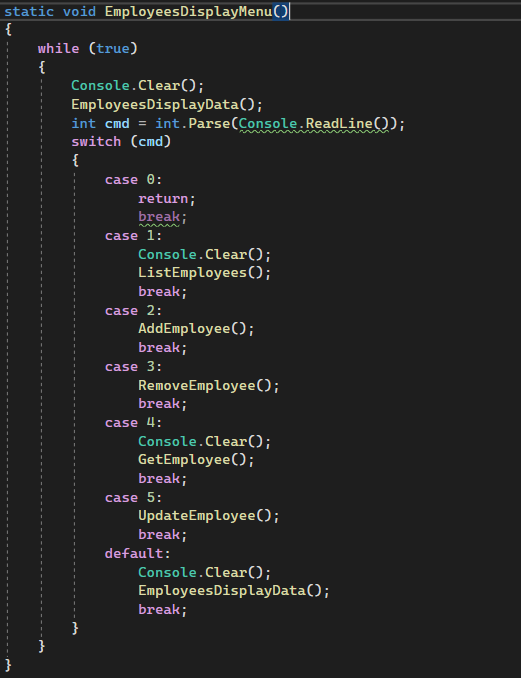 static void EmployeesDisplayMenu()
{
    while (true)
    {
        Console.Clear();
        EmployeesDisplayData();
        int cmd = int.Parse(Console.ReadLine());
        switch (cmd)
        {
            case 0:
                return;
                break;
            case 1:
                Console.Clear();
                ListEmployees();
                break;
            case 2:
                AddEmployee();
                break;
            case 3:
                RemoveEmployee();
                break;
            case 4:
                Console.Clear();
                GetEmployee();
                break;
            case 5:
                UpdateEmployee();
                break;
            default:
                Console.Clear();
                EmployeesDisplayData();
                break;
        }
    }
}